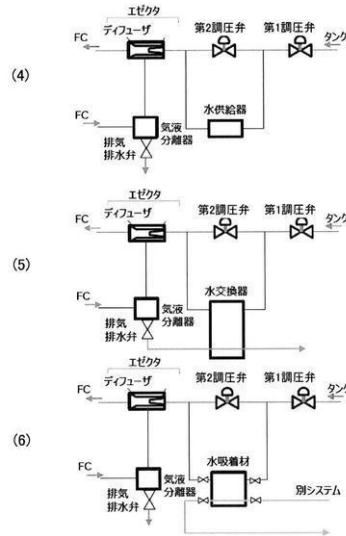 エゼクタ
ディフューザ
第2調圧弁
第1調圧弁
FC
タンク
(4)
FC
水供給器
気液
分離器
排気
排水弁
エゼクタ
ディフューザ
第2調圧弁
第1調圧弁
FC
タンク
(5)
水交換器
FC
気液
分離器
排気
排水弁
エゼクタ
ディフューザ
第2調圧弁
第1調圧弁
FC
タンク
(6)
水吸着材
FC
気液
分離器
別システム
排気
排水弁